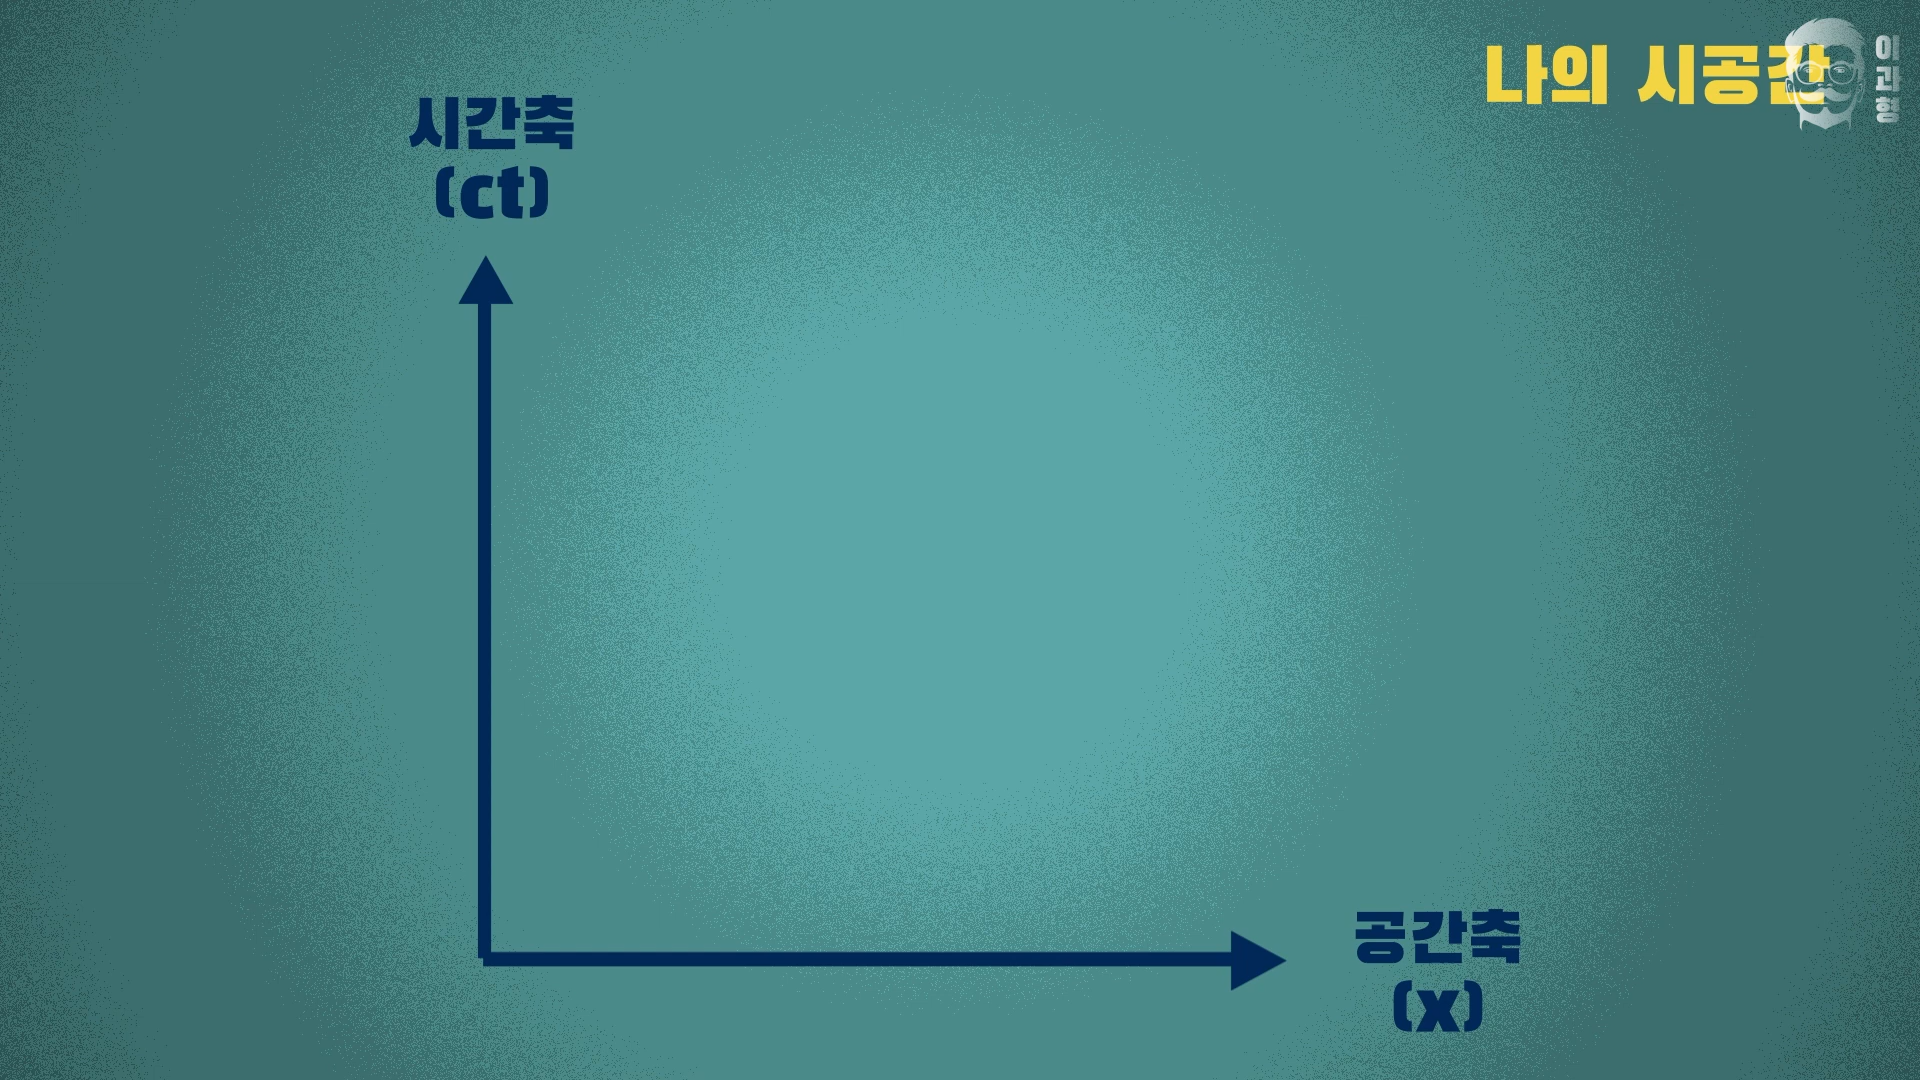 나의 시공간
이과형
시간축
(ct)
공간축
(x)